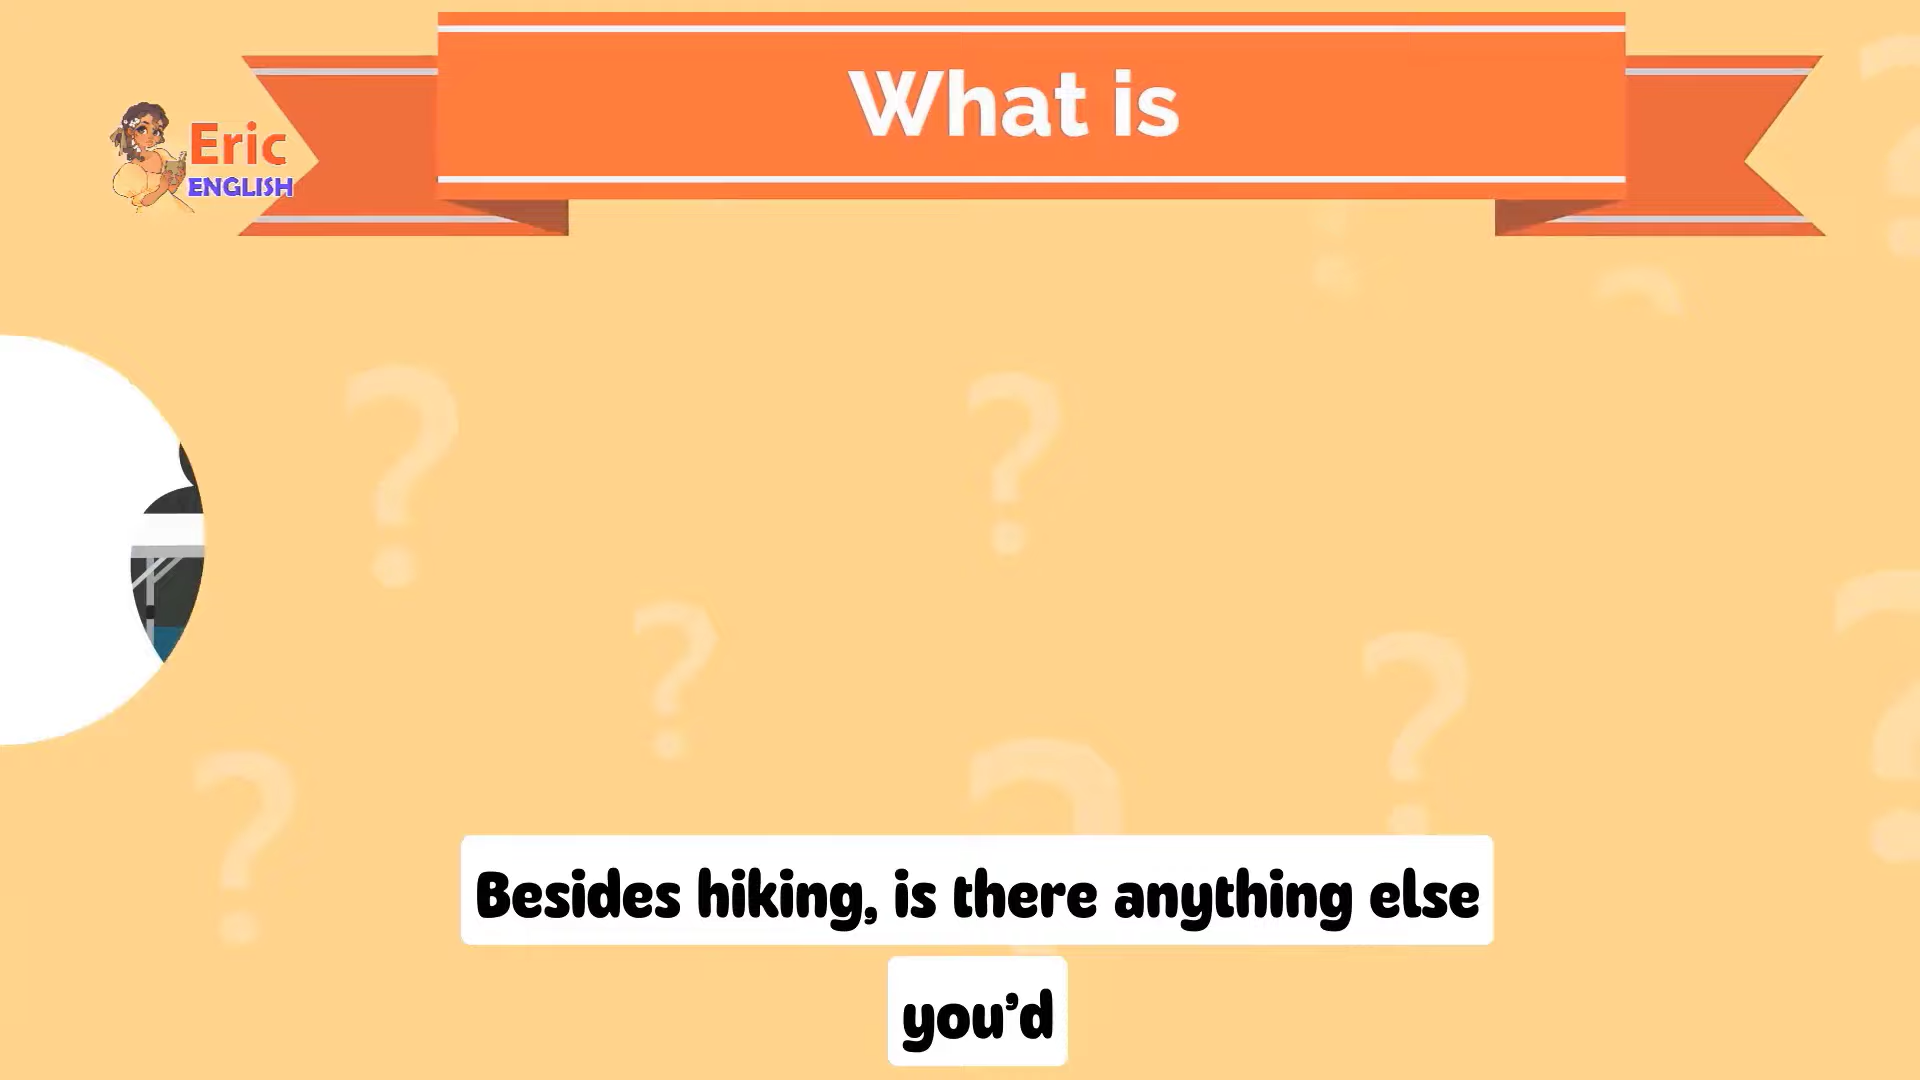 What is
Eric
ENGLISH
Besides hiking, is there anything else
you’d